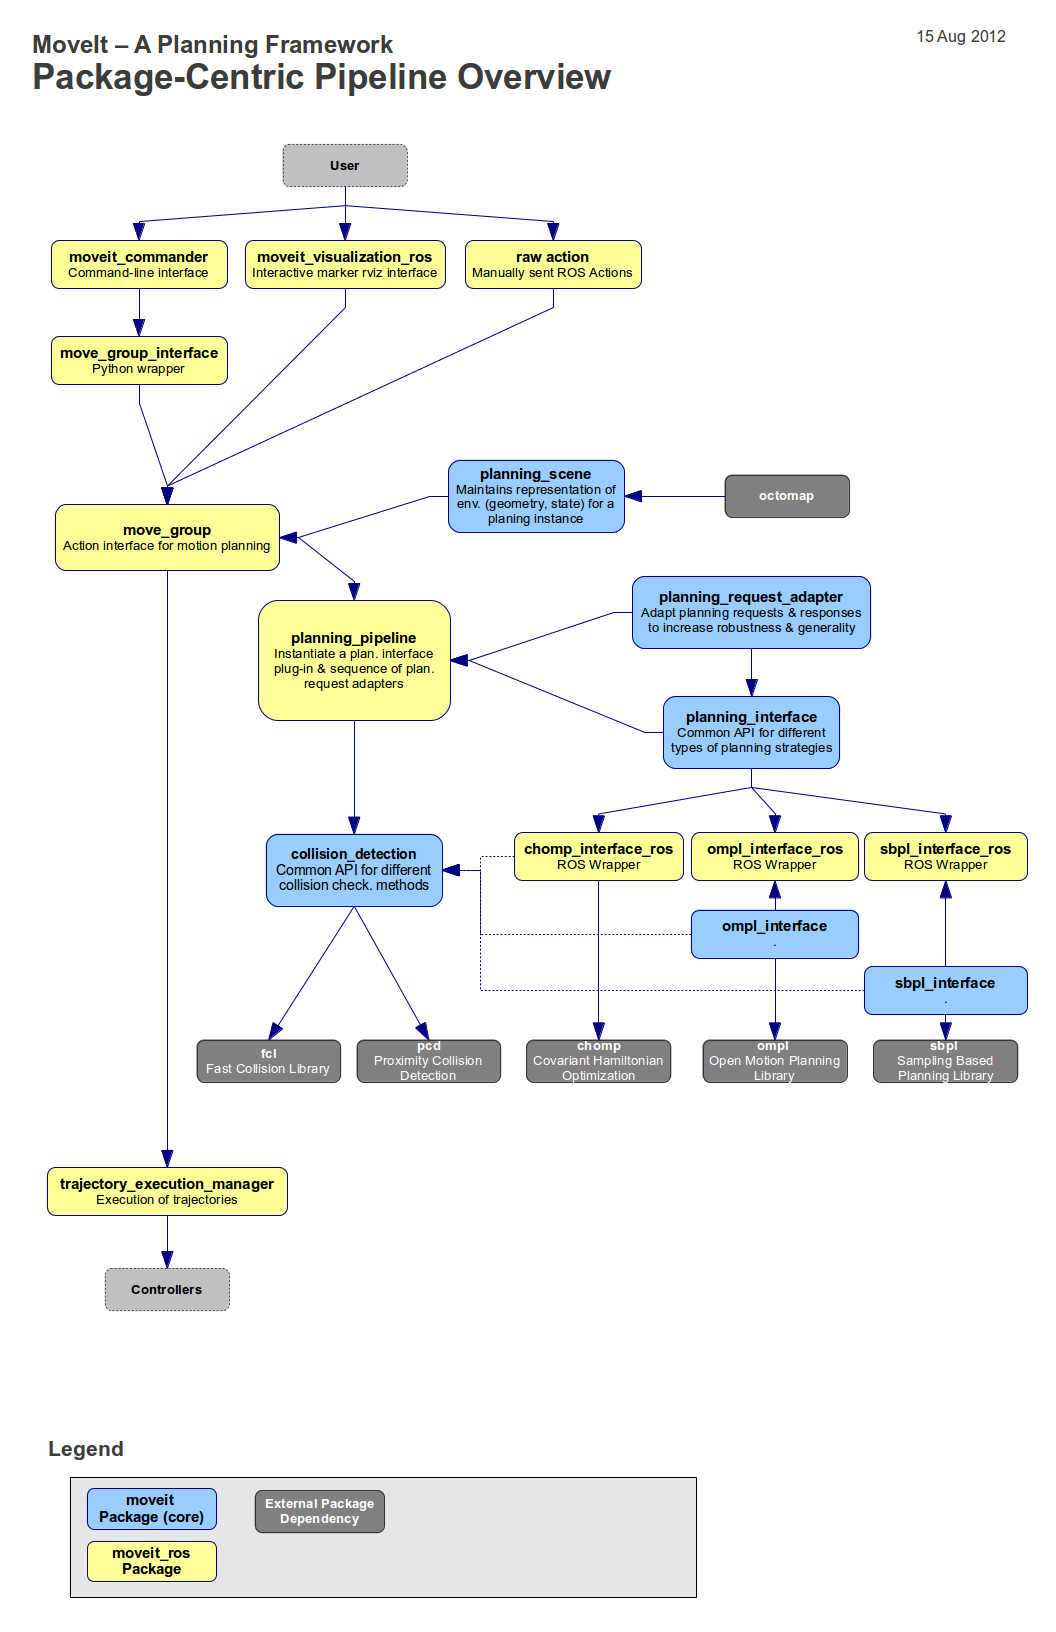 MoveIt – A Planning Framework
15 Aug 2012
Package-Centric Pipeline Overview
User
moveit_commander
Command-line interface
moveit_visualization_ros
Interactive marker rviz interface
raw action
Manually sent ROS Actions
move_group_interface
Python wrapper
planning_scene
Maintains representation of
env. (geometry, state) for a
planing instance
octomap
move_group
Action interface for motion planning
planning_request_adapter
Adapt planning requests & responses
to increase robustness & generality
planning_pipeline
Instantiate a plan. interface
plug-in & sequence of plan.
request adapters
planning_interface
Common API for different
types of planning strategies
collision_detection
Common API for different
collision check. methods
chomp_interface_ros
ROS Wrapper
ompl_interface_ros
ROS Wrapper
sbpl_interface_ros
ROS Wrapper
ompl_interface
.
sbpl_interface
.
fcl
Fast Collision Library
pcd
Proximity Collision
Detection
chomp
Covariant Hamiltonian
Optimization
ompl
Open Motion Planning
Library
sbpl
Sampling Based
Planning Library
trajectory_execution_manager
Execution of trajectories
Controllers
Legend
moveit
Package (core)
External Package
Dependency
moveit_ros
Package